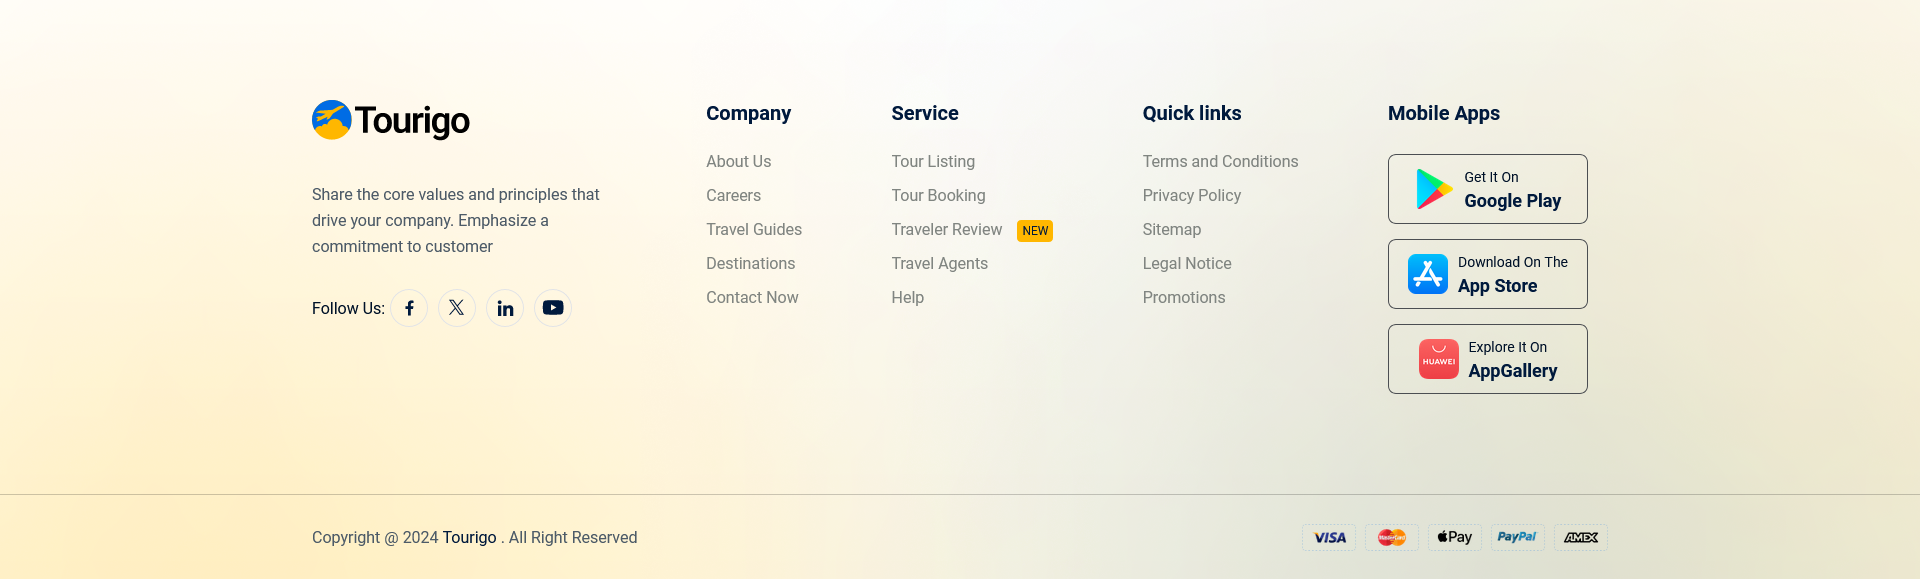 Tourigo
Share the core values and principles that
drive your company. Emphasize a
commitment to customer
Follow Us:
Company
About Us
Careers
Travel Guides
Destinations
Contact Now
Service
Tour Listing
Tour Booking
Traveler Review NEW
Travel Agents
Help
Quick links
Terms and Conditions
Privacy Policy
Sitemap
Legal Notice
Promotions
Mobile Apps
Get It On
Google Play
Download On The
App Store
HUAWEI
Explore It On
AppGallery
Copyright @ 2024 Tourigo . All Right Reserved
VISA MasterCard Pay PayPal AMEX